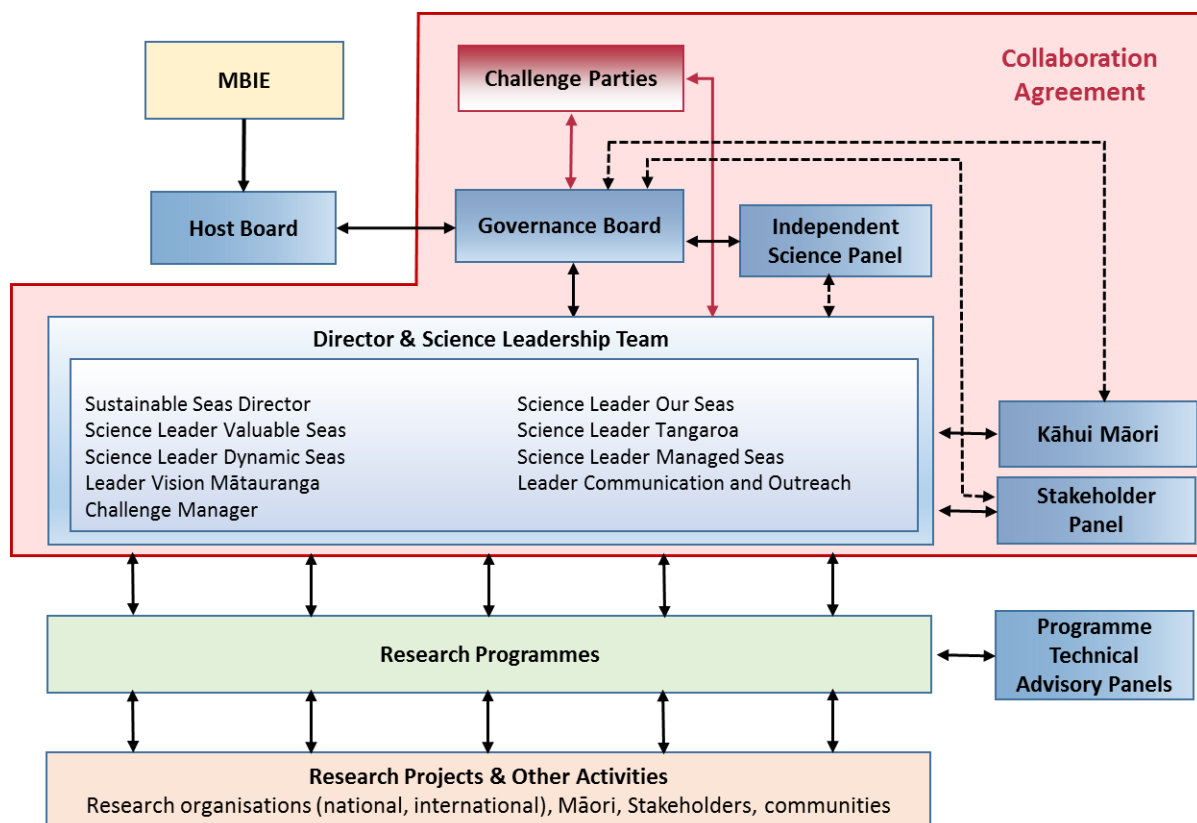 MBIE
Challenge Parties
Collaboration
Agreement
Host Board
Governance Board
Independent
Science Panel
Director & Science Leadership Team
Sustainable Seas Director
Science Leader Valuable Seas
Science Leader Dynamic Seas
Leader Vision Mātauranga
Challenge Manager
Science Leader Our Seas
Science Leader Tangaroa
Science Leader Managed Seas
Leader Communication and Outreach
Kāhui Māori
Stakeholder
Panel
Research Programmes
Programme
Technical
Advisory Panels
Research Projects & Other Activities
Research organisations (national, international), Māori, Stakeholders, communities